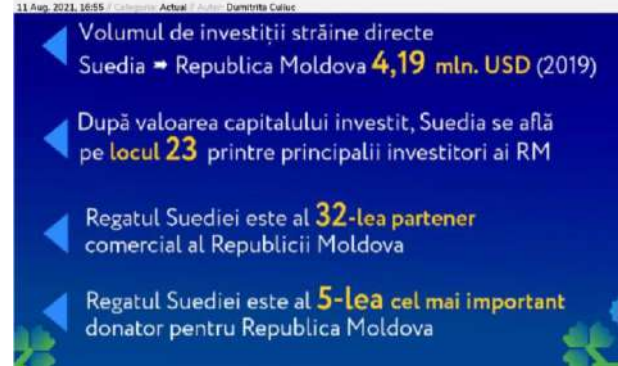 11 Aug. 2021, 16:55 // Categoria: Actual // Autor: Dumitrita Ciuliuc
Volumul de investiții străine directe
Suedia ➡ Republica Moldova 4,19 mln. USD (2019)
După valoarea capitalului investit, Suedia se află
pe locul 23 printre principalii investitori ai RM
Regatul Suediei este al 32-lea partener
comercial al Republicii Moldova
Regatul Suediei este al 5-lea cel mai important
donator pentru Republica Moldova